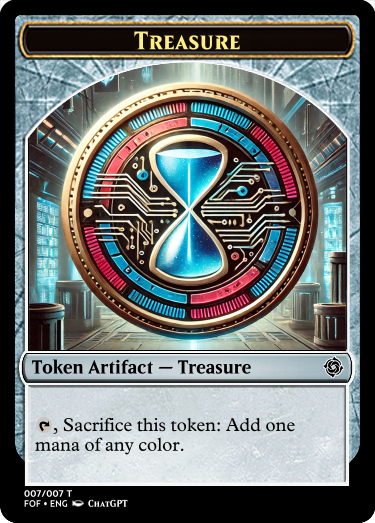 Treasure
Token Artifact — Treasure
, Sacrifice this token: Add one
mana of any color.
007/007 T
FOF • ENG ChatGPT